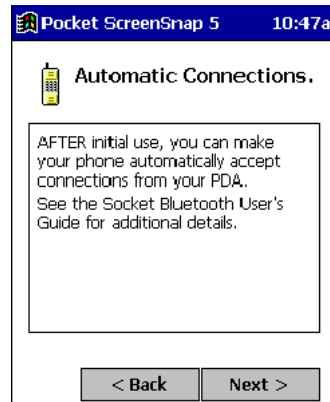 Pocket ScreenSnap 5 10:47a
Automatic Connections.
AFTER initial use, you can make
your phone automatically accept
connections from your PDA.
See the Socket Bluetooth User's
Guide for additional details.
< Back Next >